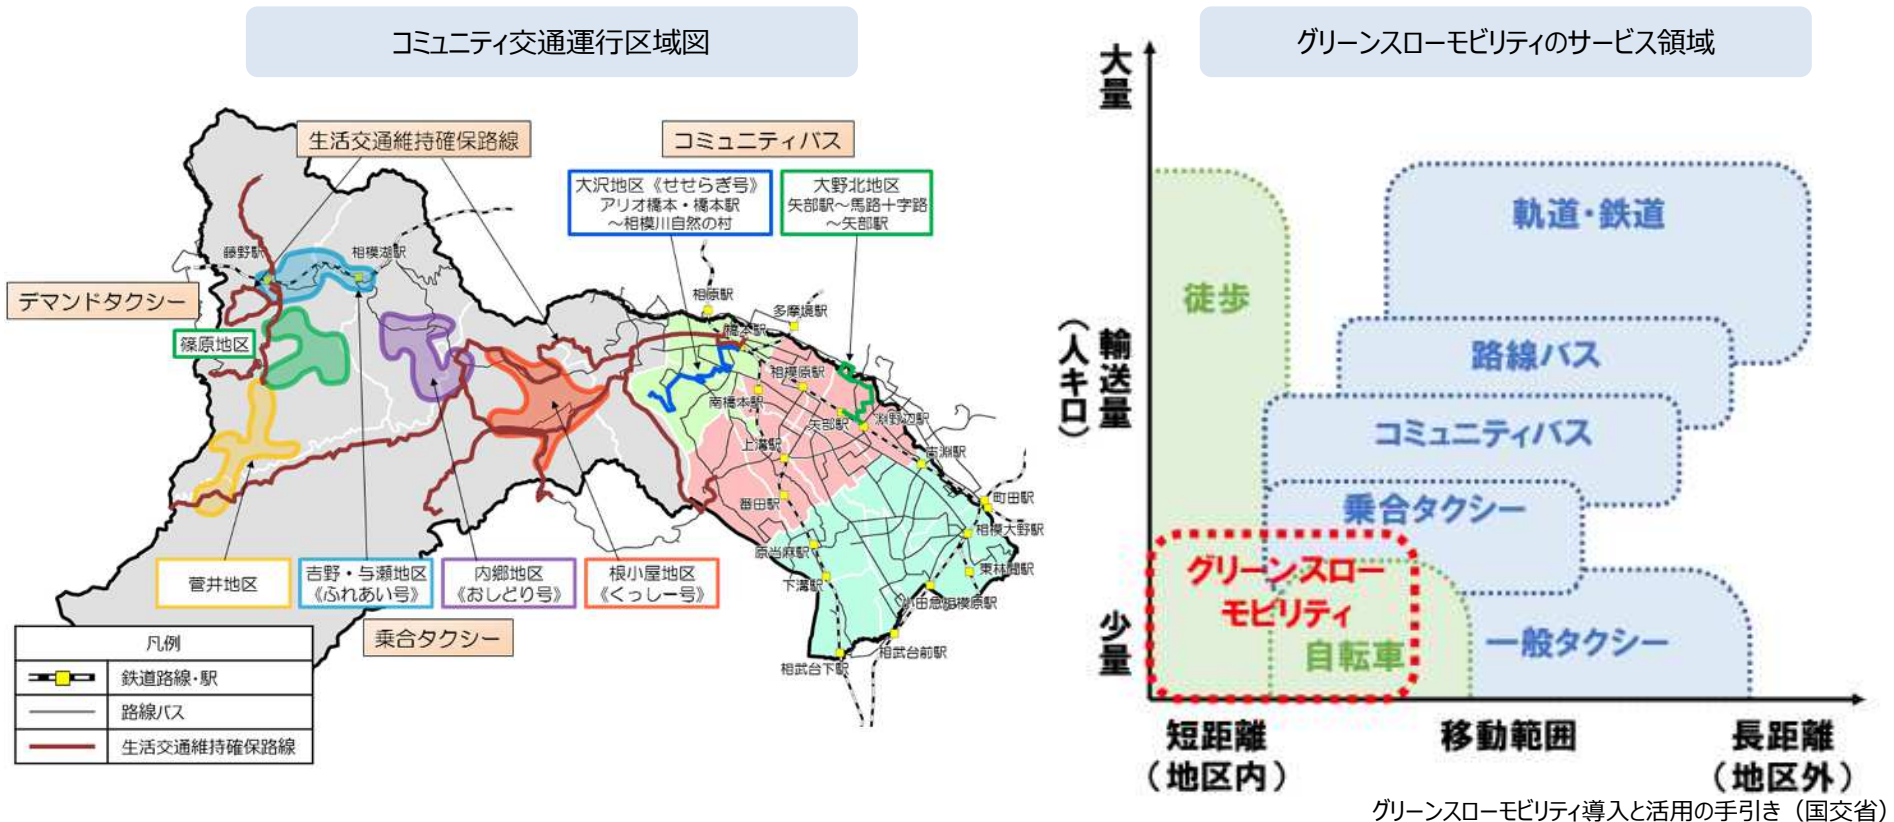 コミュニティ交通運行区域図
生活交通維持確保路線
コミュニティバス
大沢地区《せせらぎ号》
アリオ橋本・橋本駅
～相模川自然の村
大野北地区
矢部駅～馬路十字路
～矢部駅
藤野駅
相模湖駅
デマンドタクシー
篠原地区
相原駅
多摩境駅
橋本駅
相模原駅
南橋本駅
矢部駅
淵野辺駅
上溝駅
古淵駅
番田駅
町田駅
相模大野駅
原当麻駅
東林間駅
下溝駅
小田急相模原駅
相武台前駅
相武台下駅
菅井地区
吉野・与瀬地区
《ふれあい号》
内郷地区
《おしどり号》
根小屋地区
《くっしー号》
乗合タクシー
凡例
鉄道路線・駅
路線バス
生活交通維持確保路線
グリーンスローモビリティのサービス領域
大量
輸送量
（人キロ）
少量
軌道・鉄道
徒歩
路線バス
コミュニティバス
乗合タクシー
グリーンスロー
モビリティ
自転車
一般タクシー
短距離
（地区内）
移動範囲
長距離
（地区外）
グリーンスローモビリティ導入と活用の手引き（国交省）